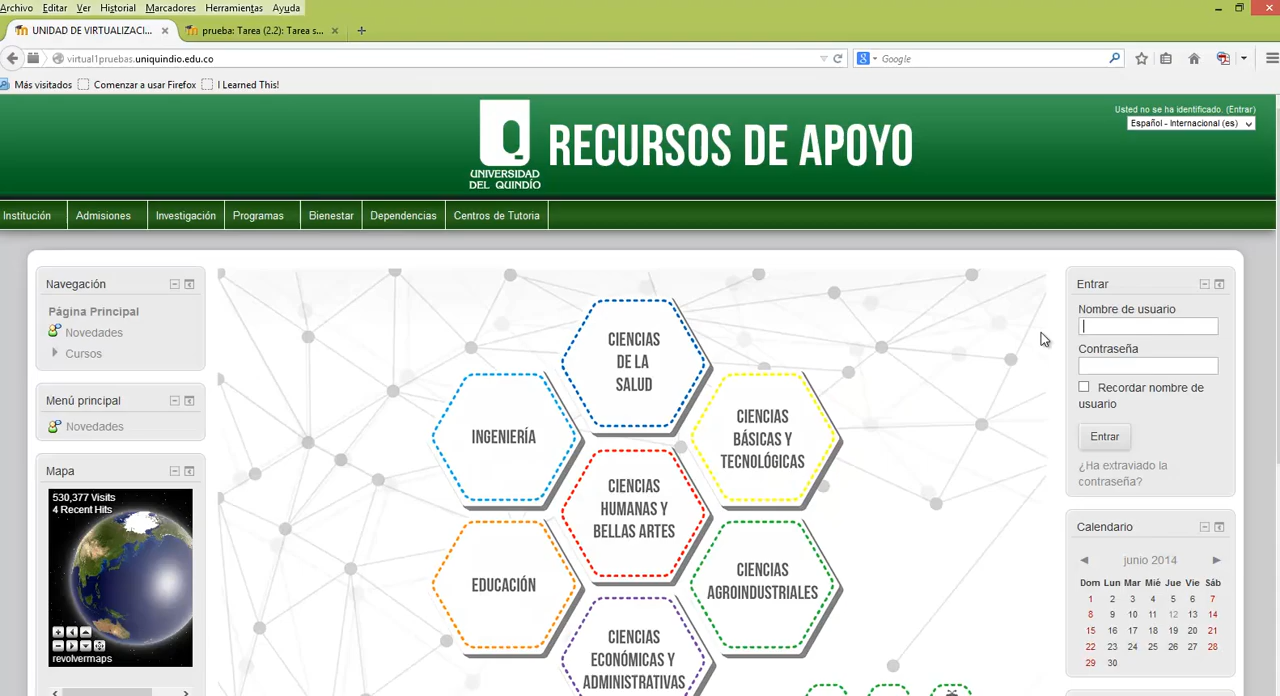 Archivo Editar Ver Historial Marcadores Herramientas Ayuda
UNIDAD DE VIRTUALIZACI...
prueba: Tarea (2.2): Tarea s...
virtual1pruebas.uniquindio.edu.co
Google
Más visitados Comenzar a usar Firefox I Learned This!
Usted no se ha identificado. (Entrar)
Español - Internacional (es)
RECURSOS DE APOYO
UNIVERSIDAD
DEL QUINDÍO
Institución Admisiones Investigación Programas Bienestar Dependencias Centros de Tutoria
Navegación
Página Principal
Novedades
Cursos
Menú principal
Novedades
Mapa
530,377 Visits
4 Recent Hits
revolvermaps
CIENCIAS
DE LA
SALUD
INGENIERÍA
CIENCIAS
BÁSICAS Y
TECNOLÓGICAS
CIENCIAS
HUMANAS Y
BELLAS ARTES
EDUCACIÓN
CIENCIAS
AGROINDUSTRIALES
CIENCIAS
ECONÓMICAS Y
ADMINISTRATIVAS
Entrar
Nombre de usuario
Contraseña
Recordar nombre de
usuario
Entrar
¿Ha extraviado la
contraseña?
Calendario
junio 2014
Dom Lun Mar Mié Jue Vie Sáb
1 2 3 4 5 6 7
8 9 10 11 12 13 14
15 16 17 18 19 20 21
22 23 24 25 26 27 28
29 30